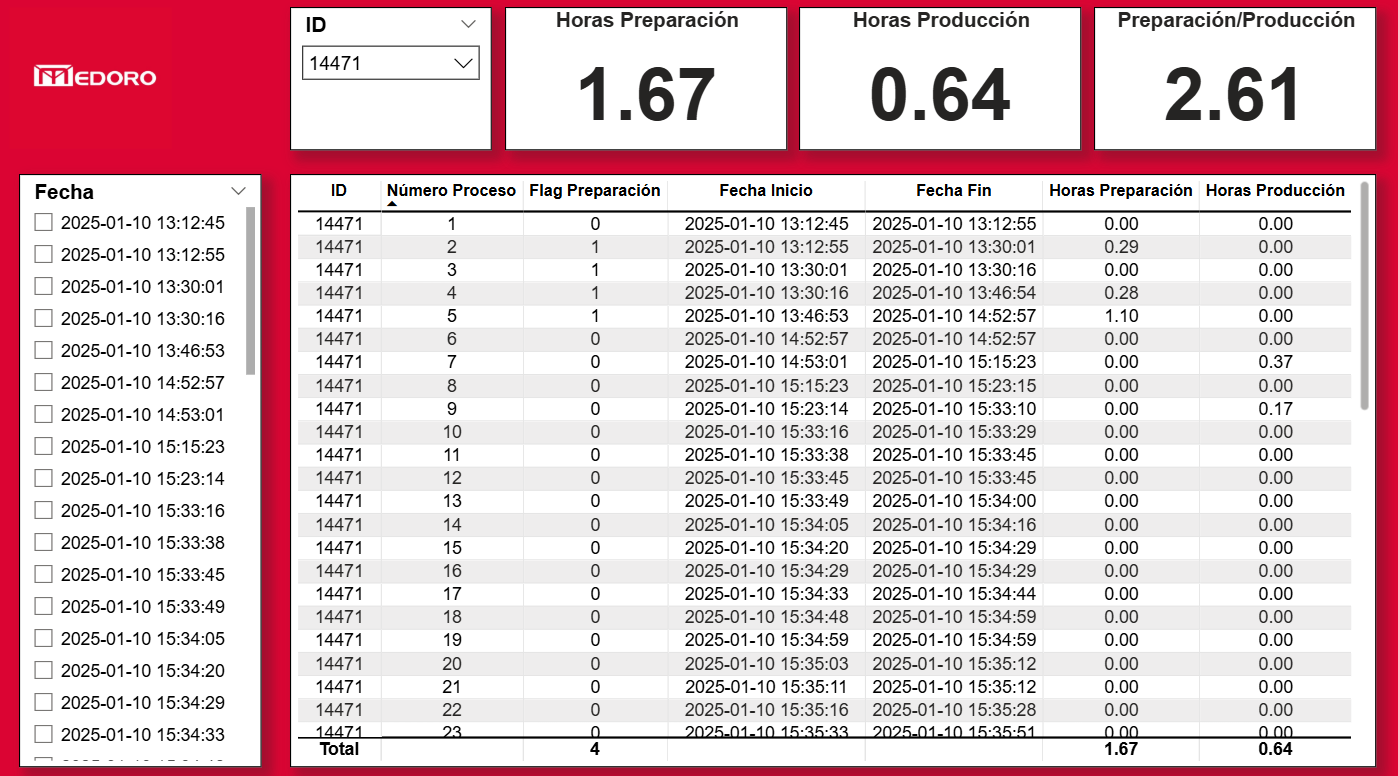 MEDORO
ID
14471
Horas Preparación
1.67
Horas Producción
0.64
Preparación/Producción
2.61
Fecha
2025-01-10 13:12:45
2025-01-10 13:12:55
2025-01-10 13:30:01
2025-01-10 13:30:16
2025-01-10 13:46:53
2025-01-10 14:52:57
2025-01-10 14:53:01
2025-01-10 15:15:23
2025-01-10 15:23:14
2025-01-10 15:33:16
2025-01-10 15:33:38
2025-01-10 15:33:45
2025-01-10 15:33:49
2025-01-10 15:34:05
2025-01-10 15:34:20
2025-01-10 15:34:29
2025-01-10 15:34:33
ID Número Proceso Flag Preparación Fecha Inicio Fecha Fin Horas Preparación Horas Producción
14471 1 0 2025-01-10 13:12:45 2025-01-10 13:12:55 0.00 0.00
14471 2 1 2025-01-10 13:12:55 2025-01-10 13:30:01 0.29 0.00
14471 3 1 2025-01-10 13:30:01 2025-01-10 13:30:16 0.00 0.00
14471 4 1 2025-01-10 13:30:16 2025-01-10 13:46:54 0.28 0.00
14471 5 1 2025-01-10 13:46:53 2025-01-10 14:52:57 1.10 0.00
14471 6 0 2025-01-10 14:52:57 2025-01-10 14:52:57 0.00 0.00
14471 7 0 2025-01-10 14:53:01 2025-01-10 15:15:23 0.00 0.37
14471 8 0 2025-01-10 15:15:23 2025-01-10 15:23:15 0.00 0.00
14471 9 0 2025-01-10 15:23:14 2025-01-10 15:33:10 0.00 0.17
14471 10 0 2025-01-10 15:33:16 2025-01-10 15:33:29 0.00 0.00
14471 11 0 2025-01-10 15:33:38 2025-01-10 15:33:45 0.00 0.00
14471 12 0 2025-01-10 15:33:45 2025-01-10 15:33:45 0.00 0.00
14471 13 0 2025-01-10 15:33:49 2025-01-10 15:34:00 0.00 0.00
14471 14 0 2025-01-10 15:34:05 2025-01-10 15:34:16 0.00 0.00
14471 15 0 2025-01-10 15:34:20 2025-01-10 15:34:29 0.00 0.00
14471 16 0 2025-01-10 15:34:29 2025-01-10 15:34:29 0.00 0.00
14471 17 0 2025-01-10 15:34:33 2025-01-10 15:34:44 0.00 0.00
14471 18 0 2025-01-10 15:34:48 2025-01-10 15:34:59 0.00 0.00
14471 19 0 2025-01-10 15:34:59 2025-01-10 15:34:59 0.00 0.00
14471 20 0 2025-01-10 15:35:03 2025-01-10 15:35:12 0.00 0.00
14471 21 0 2025-01-10 15:35:11 2025-01-10 15:35:12 0.00 0.00
14471 22 0 2025-01-10 15:35:16 2025-01-10 15:35:28 0.00 0.00
14471 23 0 2025-01-10 15:35:33 2025-01-10 15:35:51 0.00 0.00
Total 4 1.67 0.64